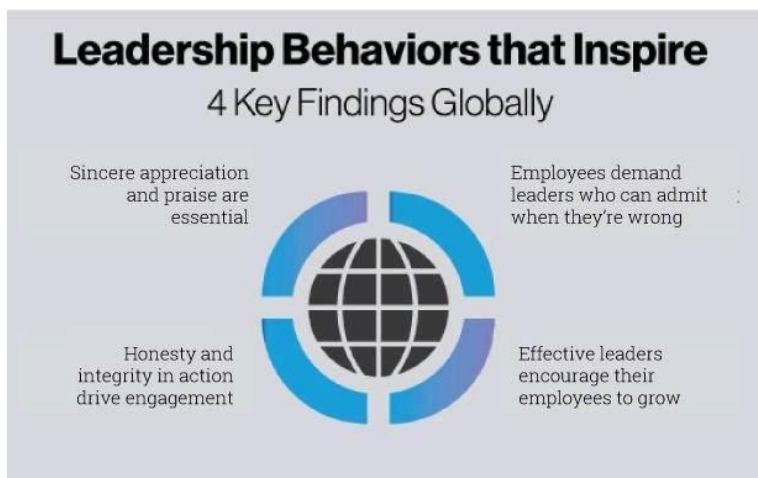 Leadership Behaviors that Inspire
4 Key Findings Globally
Sincere appreciation
and praise are
essential
Employees demand
leaders who can admit
when they're wrong
Honesty and
integrity in action
drive engagement
Effective leaders
encourage their
employees to grow